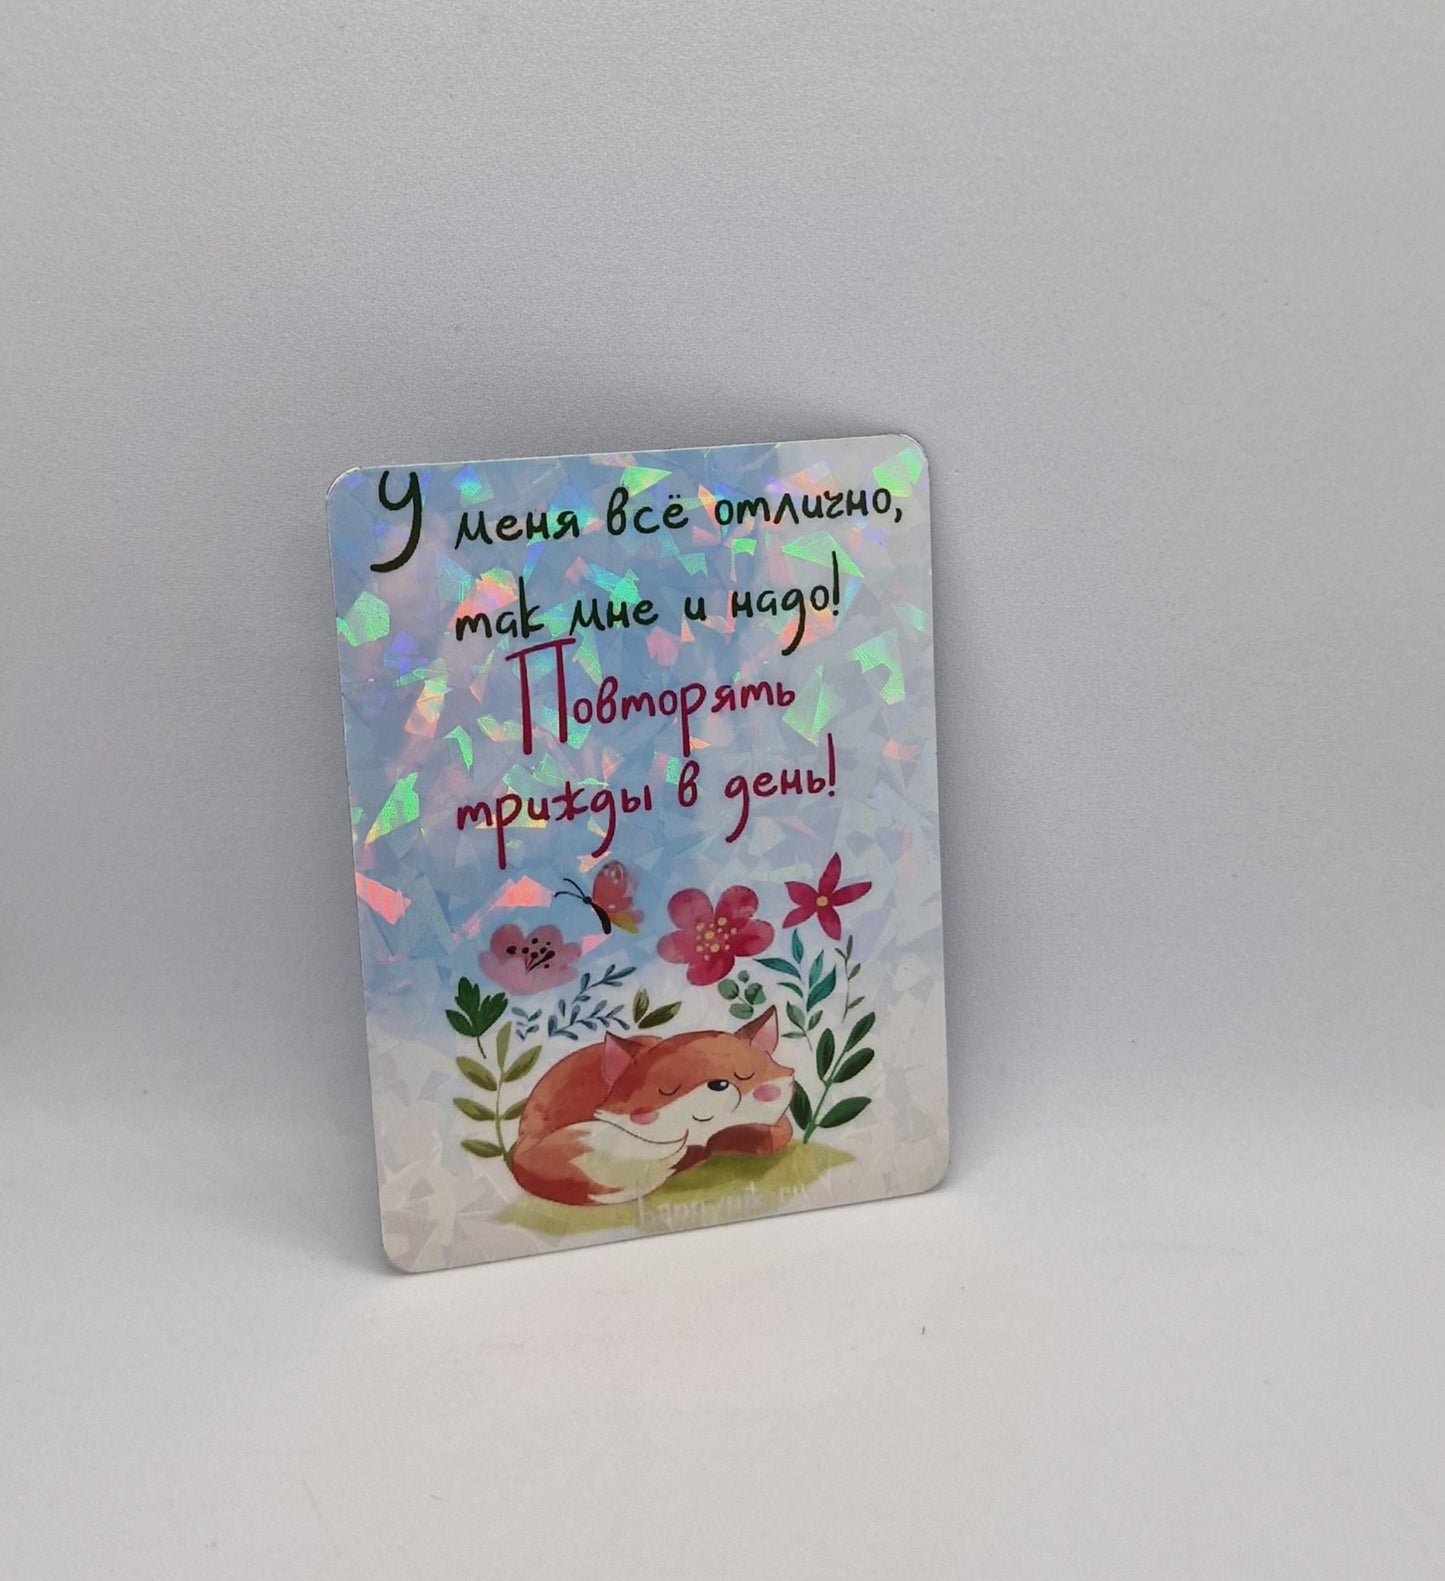 У меня всё отлично,
так мне и надо!
Повторять
трижды в день!